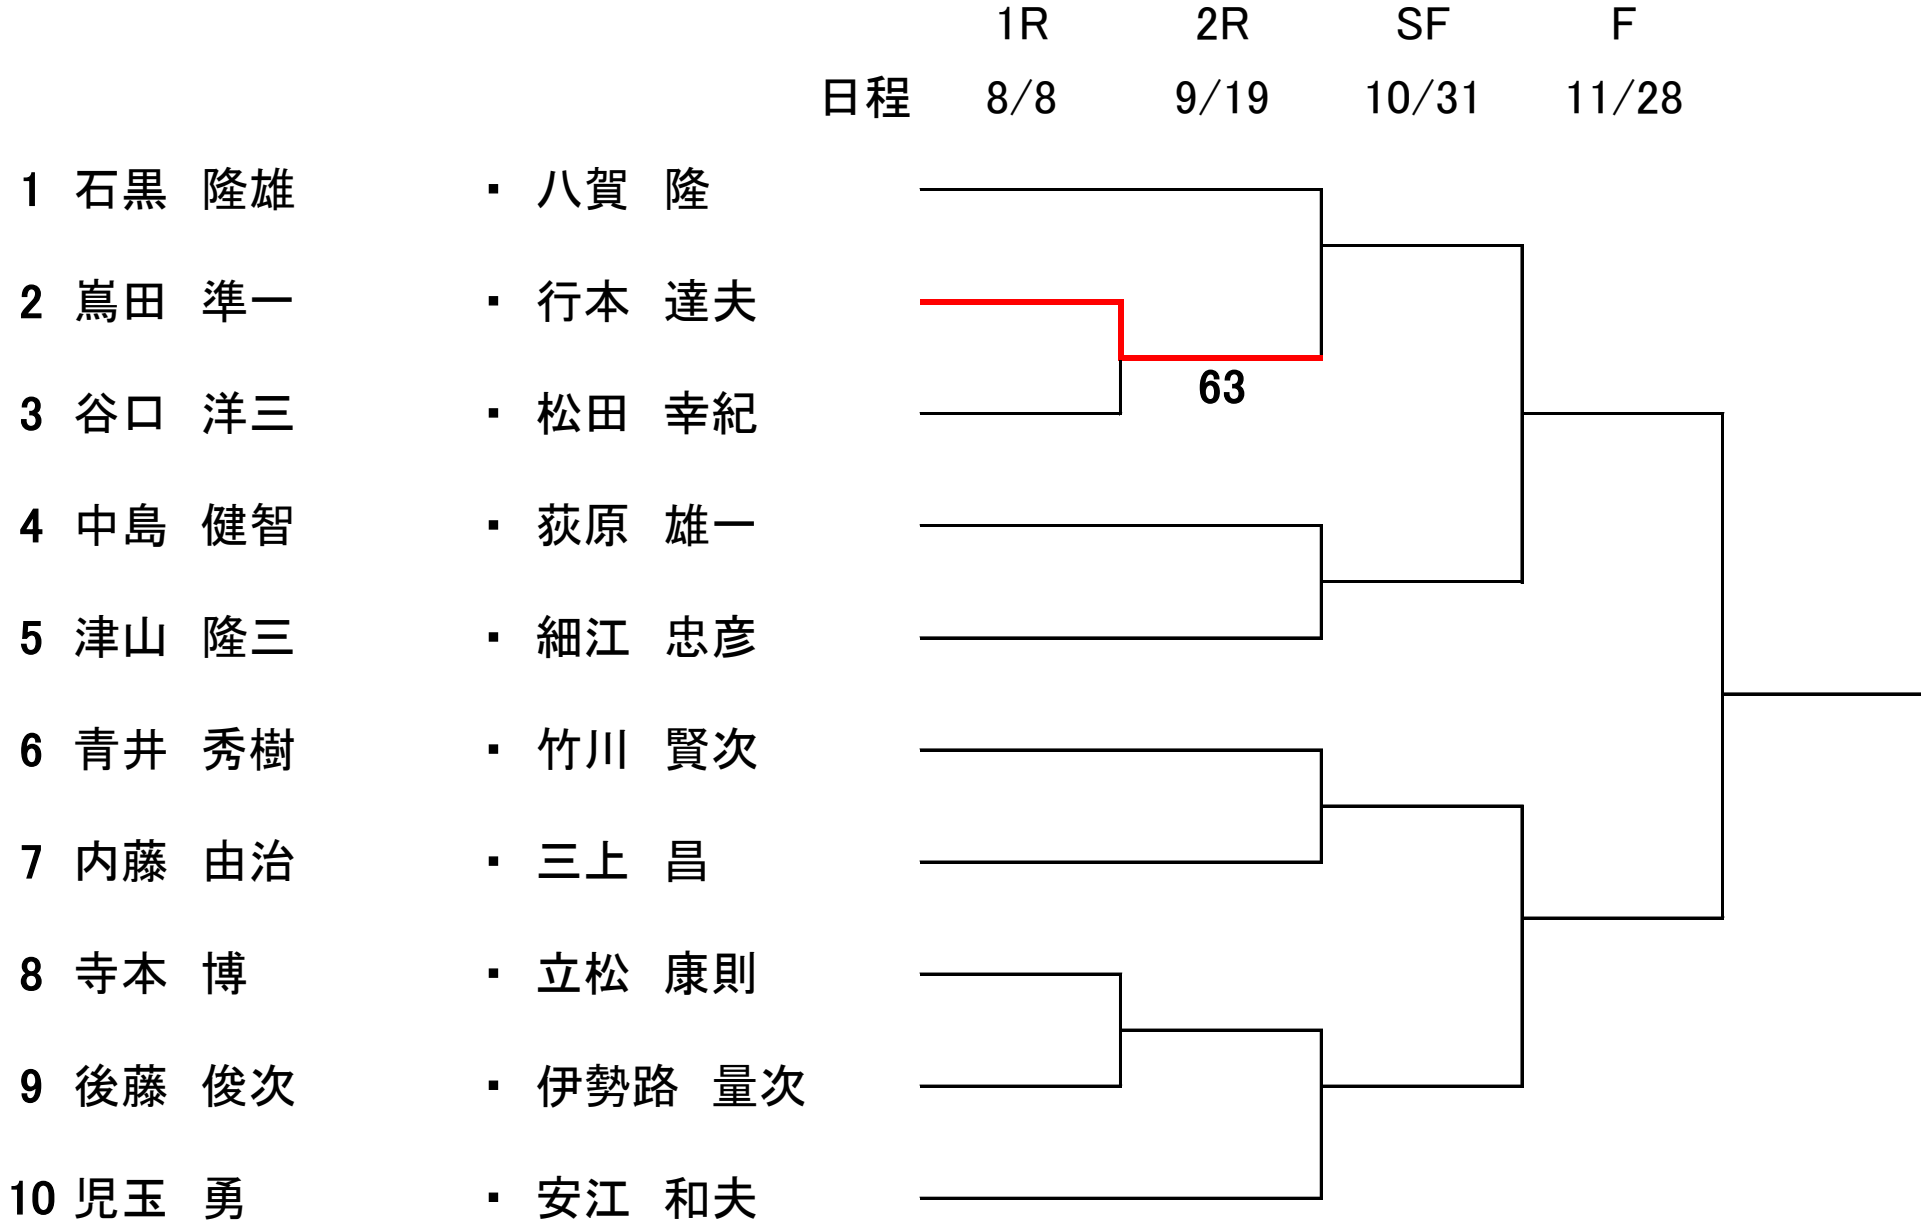 1R 2R SF F
日程 8/8 9/19 10/31 11/28
1 石黒 隆雄 ・ 八賀 隆
2 嶌田 準一 ・ 行本 達夫
63
3 谷口 洋三 ・ 松田 幸紀
4 中島 健智 ・ 荻原 雄一
5 津山 隆三 ・ 細江 忠彦
6 青井 秀樹 ・ 竹川 賢次
7 内藤 由治 ・ 三上 昌
8 寺本 博 ・ 立松 康則
9 後藤 俊次 ・ 伊勢路 量次
10 児玉 勇 ・ 安江 和夫